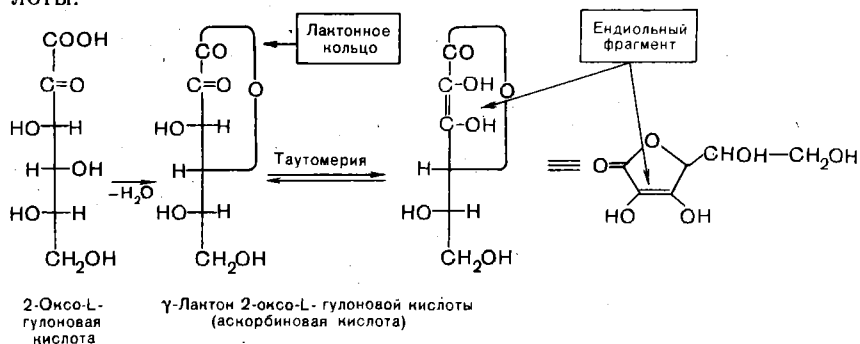 ЛОТЫ:
COOH
C=O
HO H
H OH
HO H
CH₂OH
–H₂O
Лактонное
кольцо
CO
C=O
O
HO H
H
HO H
CH₂OH
Таутомерия
Ендиольный
фрагмент
CO
C-OH
C-OH
O
H
HO H
CH₂OH
≡
O
O=
CHOH—CH₂OH
HO OH
2-Оксо-L-
гулоновая
кислота
γ-Лактон 2-оксо-L- гулоновой кислоты
(аскорбиновая кислота)